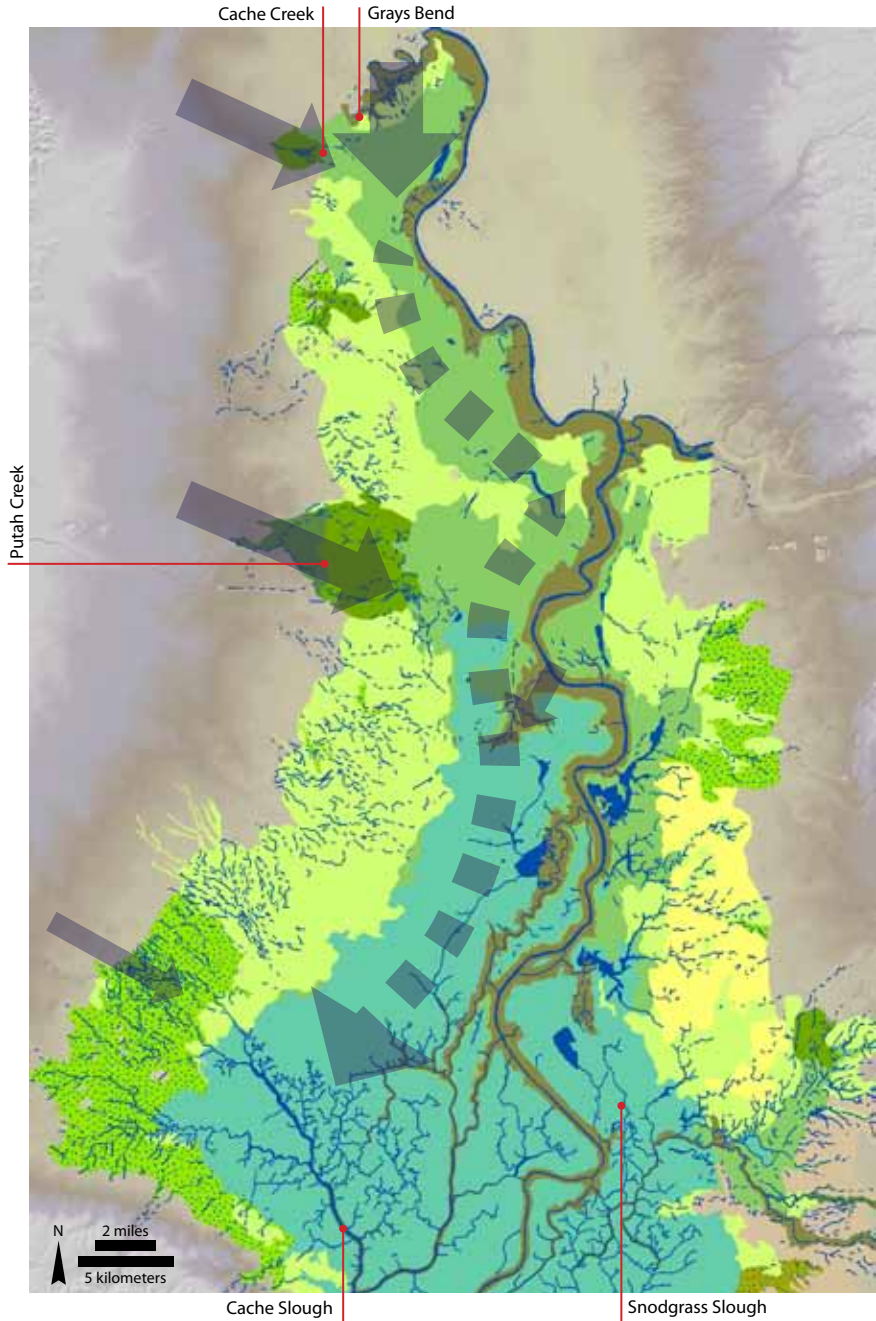 Cache Creek
Grays Bend
Putah Creek
N
2 miles
5 kilometers
Cache Slough
Snodgrass Slough